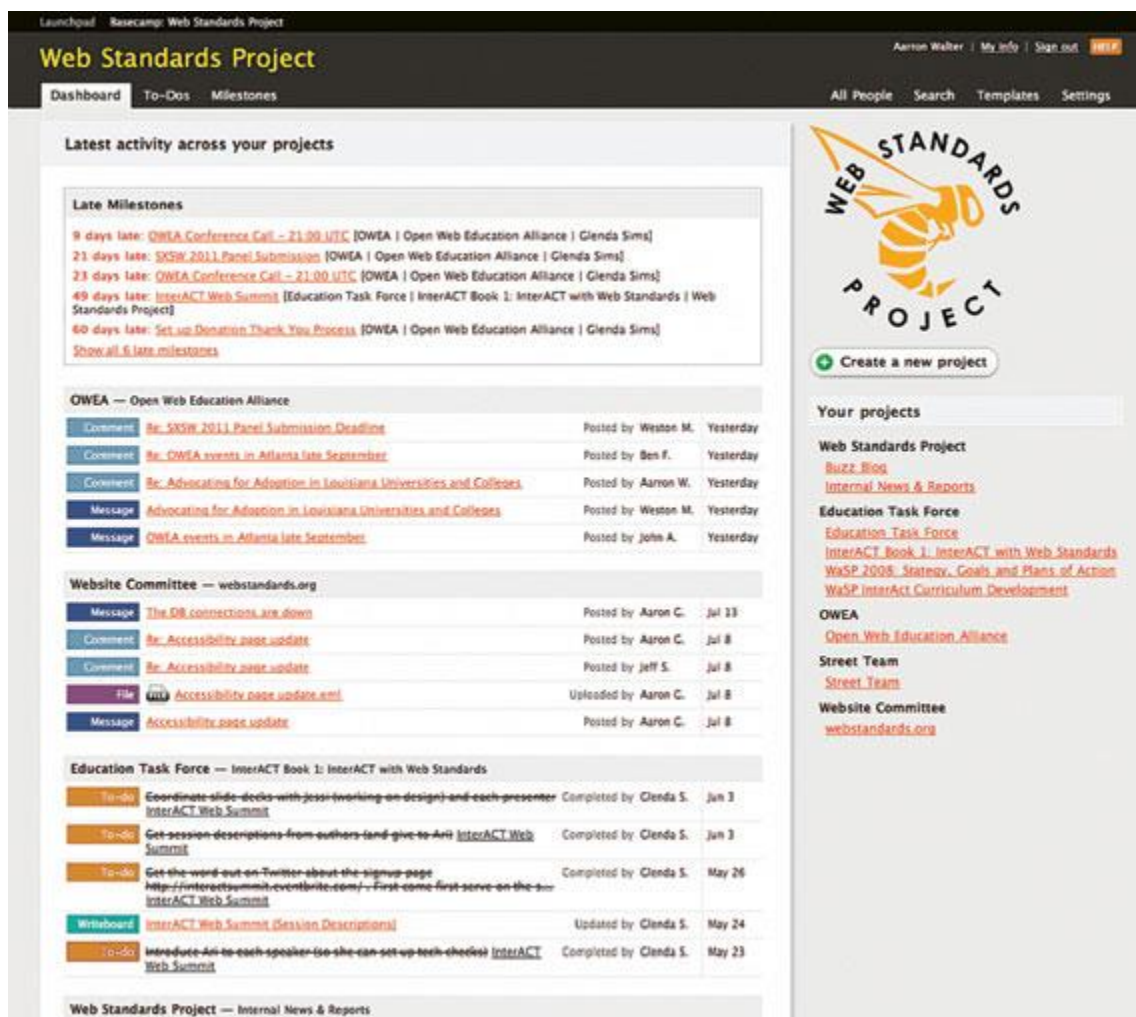 Launchpad Basecamp: Web Standards Project
Web Standards Project
Aarron Walter | My info | Sign out HELP
Dashboard To-Dos Milestones
All People Search Templates Settings
Latest activity across your projects
Late Milestones
9 days late: OWEA Conference Call – 21:00 UTC [OWEA | Open Web Education Alliance | Glenda Sims]
21 days late: SXSW 2011 Panel Submission [OWEA | Open Web Education Alliance | Glenda Sims]
23 days late: OWEA Conference Call – 21:00 UTC [OWEA | Open Web Education Alliance | Glenda Sims]
49 days late: InterACT Web Summit [Education Task Force | InterACT Book 1: InterACT with Web Standards | Web
Standards Project]
60 days late: Set up Donation Thank You Process [OWEA | Open Web Education Alliance | Glenda Sims]
Show all 6 late milestones
OWEA — Open Web Education Alliance
Comment Re: SXSW 2011 Panel Submission Deadline Posted by Weston M. Yesterday
Comment Re: OWEA events in Atlanta late September Posted by Ben F. Yesterday
Comment Re: Advocating for Adoption in Louisiana Universities and Colleges Posted by Aarron W. Yesterday
Message Advocating for Adoption in Louisiana Universities and Colleges Posted by Weston M. Yesterday
Message OWEA events in Atlanta late September Posted by John A. Yesterday
Website Committee — webstandards.org
Message The DB connections are down Posted by Aaron G. Jul 13
Comment Re: Accessibility page update Posted by Aaron G. Jul 8
Comment Re: Accessibility page update Posted by Jeff S. Jul 8
File Accessibility page update.eml Uploaded by Aaron G. Jul 8
Message Accessibility page update Posted by Aaron G. Jul 8
Education Task Force — InterACT Book 1: InterACT with Web Standards
To-do Coordinate slide decks with Jessi (working on design) and each presenter Completed by Glenda S. Jun 3
InterACT Web Summit
To-do Get session descriptions from authors (and give to Ari) InterACT Web Completed by Glenda S. Jun 3
Summit
To-do Get the word out on Twitter about the signup page Completed by Glenda S. May 26
http://interactsummit.eventbrite.com/ . First come first serve on the s...
InterACT Web Summit
Writeboard InterACT Web Summit (Session Descriptions) Updated by Glenda S. May 24
To-do Introduce Ari to each speaker (so she can set up tech checks) InterACT Completed by Glenda S. May 23
Web Summit
Web Standards Project — Internal News & Reports
WEB STANDARDS
PROJECT
Create a new project
Your projects
Web Standards Project
Buzz Blog
Internal News & Reports
Education Task Force
Education Task Force
InterACT Book 1: InterACT with Web Standards
WaSP 2008: Stategy, Goals and Plans of Action
WaSP InterAct Curriculum Development
OWEA
Open Web Education Alliance
Street Team
Street Team
Website Committee
webstandards.org